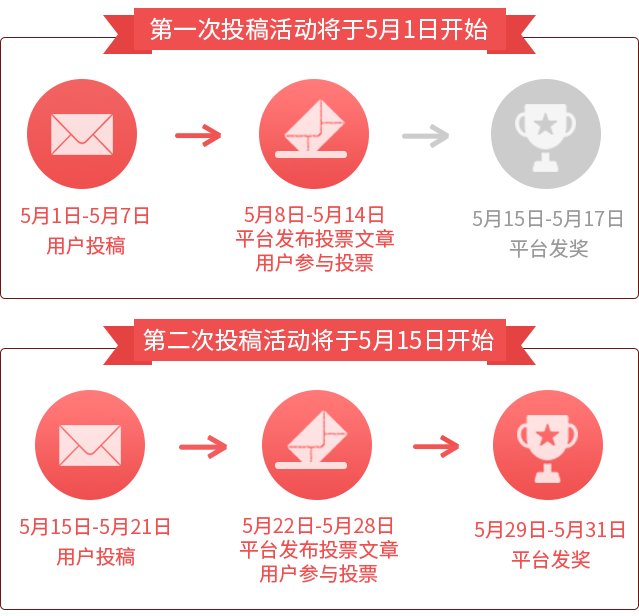 第一次投稿活动将于5月1日开始
5月1日-5月7日
用户投稿
5月8日-5月14日
平台发布投票文章
用户参与投票
5月15日-5月17日
平台发奖
第二次投稿活动将于5月15日开始
5月15日-5月21日
用户投稿
5月22日-5月28日
平台发布投票文章
用户参与投票
5月29日-5月31日
平台发奖